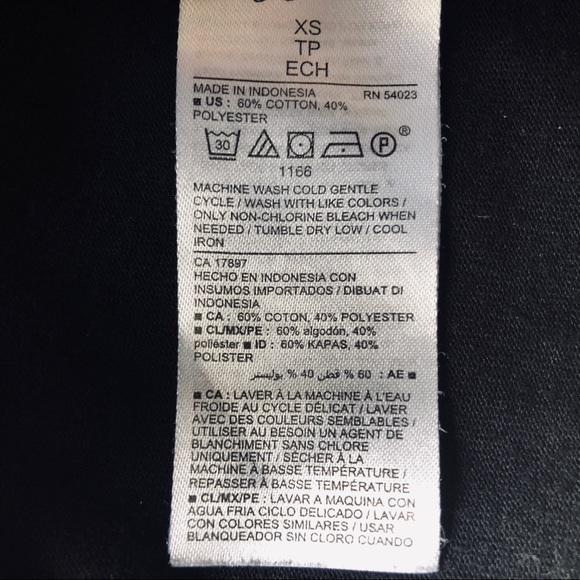 XS
TP
ECH
MADE IN INDONESIA RN 54023
■ US : 60% COTTON, 40%
POLYESTER
30 P ®
1166
MACHINE WASH COLD GENTLE
CYCLE / WASH WITH LIKE COLORS /
ONLY NON-CHLORINE BLEACH WHEN
NEEDED / TUMBLE DRY LOW / COOL
IRON
CA 17897
HECHO EN INDONESIA CON
INSUMOS IMPORTADOS / DIBUAT DI
INDONESIA
■ CA : 60% COTON, 40% POLYESTER
■ CL/MX/PE : 60% algodón, 40%
poliéster ■ ID : 60% KAPAS, 40%
POLISTER
■ AE : 60 % قطن 40 % بوليستر
■ CA : LAVER À LA MACHINE À L'EAU
FROIDE AU CYCLE DÉLICAT / LAVER
AVEC DES COULEURS SEMBLABLES /
UTILISER AU BESOIN UN AGENT DE
BLANCHIMENT SANS CHLORE
UNIQUEMENT / SÉCHER À LA
MACHINE À BASSE TEMPÉRATURE /
REPASSER À BASSE TEMPÉRATURE
■ CL/MX/PE : LAVAR A MAQUINA CON
AGUA FRIA CICLO DELICADO / LAVAR
CON COLORES SIMILARES / USAR
BLANQUEADOR SIN CLORO CUANDO